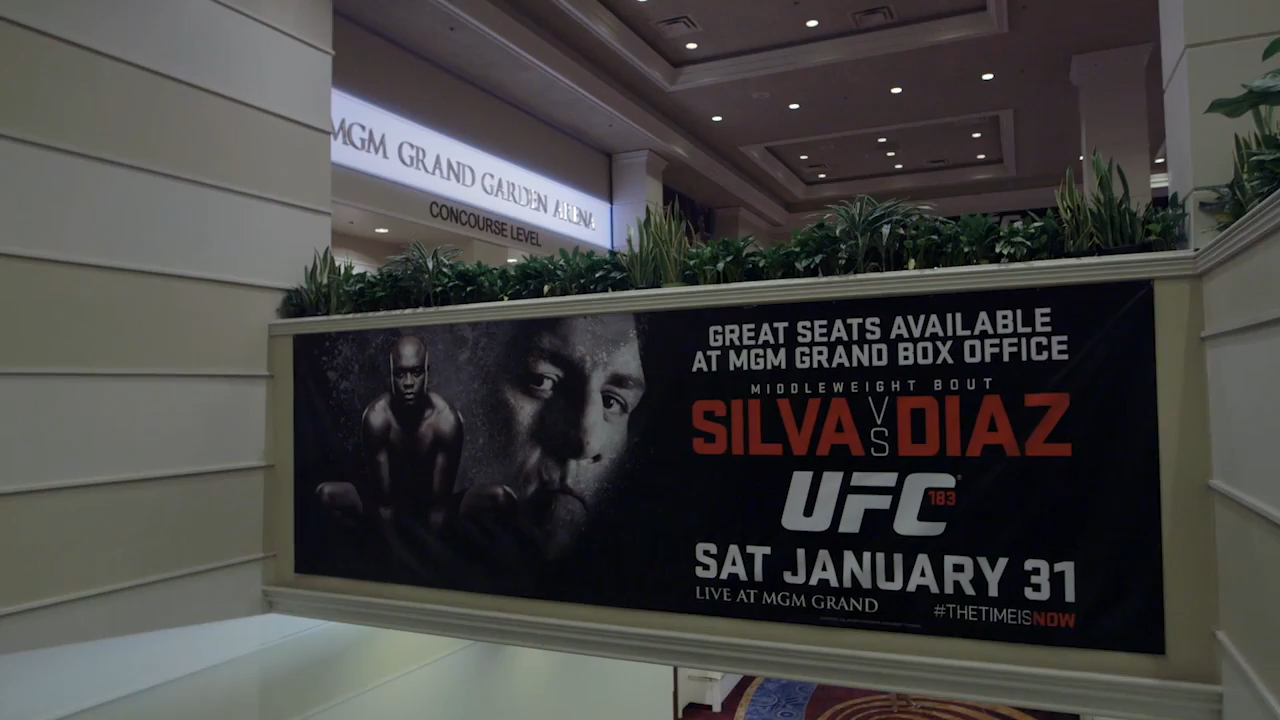 MGM GRAND GARDEN ARENA
CONCOURSE LEVEL
GREAT SEATS AVAILABLE
AT MGM GRAND BOX OFFICE
MIDDLEWEIGHT BOUT
SILVA VS DIAZ
UFC 183
SAT JANUARY 31
LIVE AT MGM GRAND
#THETIMEISNOW